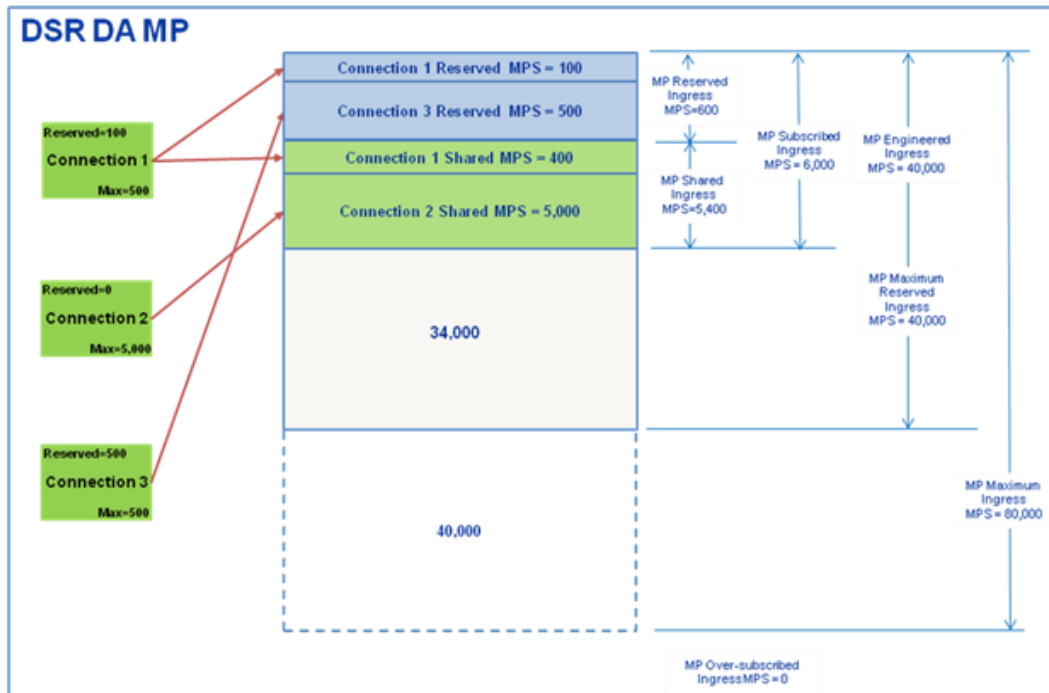 DSR DA MP
Connection 1 Reserved MPS = 100
Connection 3 Reserved MPS = 500
Connection 1 Shared MPS = 400
Connection 2 Shared MPS = 5,000
34,000
40,000
Reserved=100
Connection 1
Max=500
Reserved=0
Connection 2
Max=5,000
Reserved=500
Connection 3
Max=500
MP Reserved
Ingress
MPS=600
MP Shared
Ingress
MPS=5,400
MP Subscribed
Ingress
MPS = 6,000
MP Engineered
Ingress
MPS = 40,000
MP Maximum
Reserved
Ingress
MPS = 40,000
MP Maximum
Ingress
MPS = 80,000
MP Over-subscribed
IngressMPS = 0